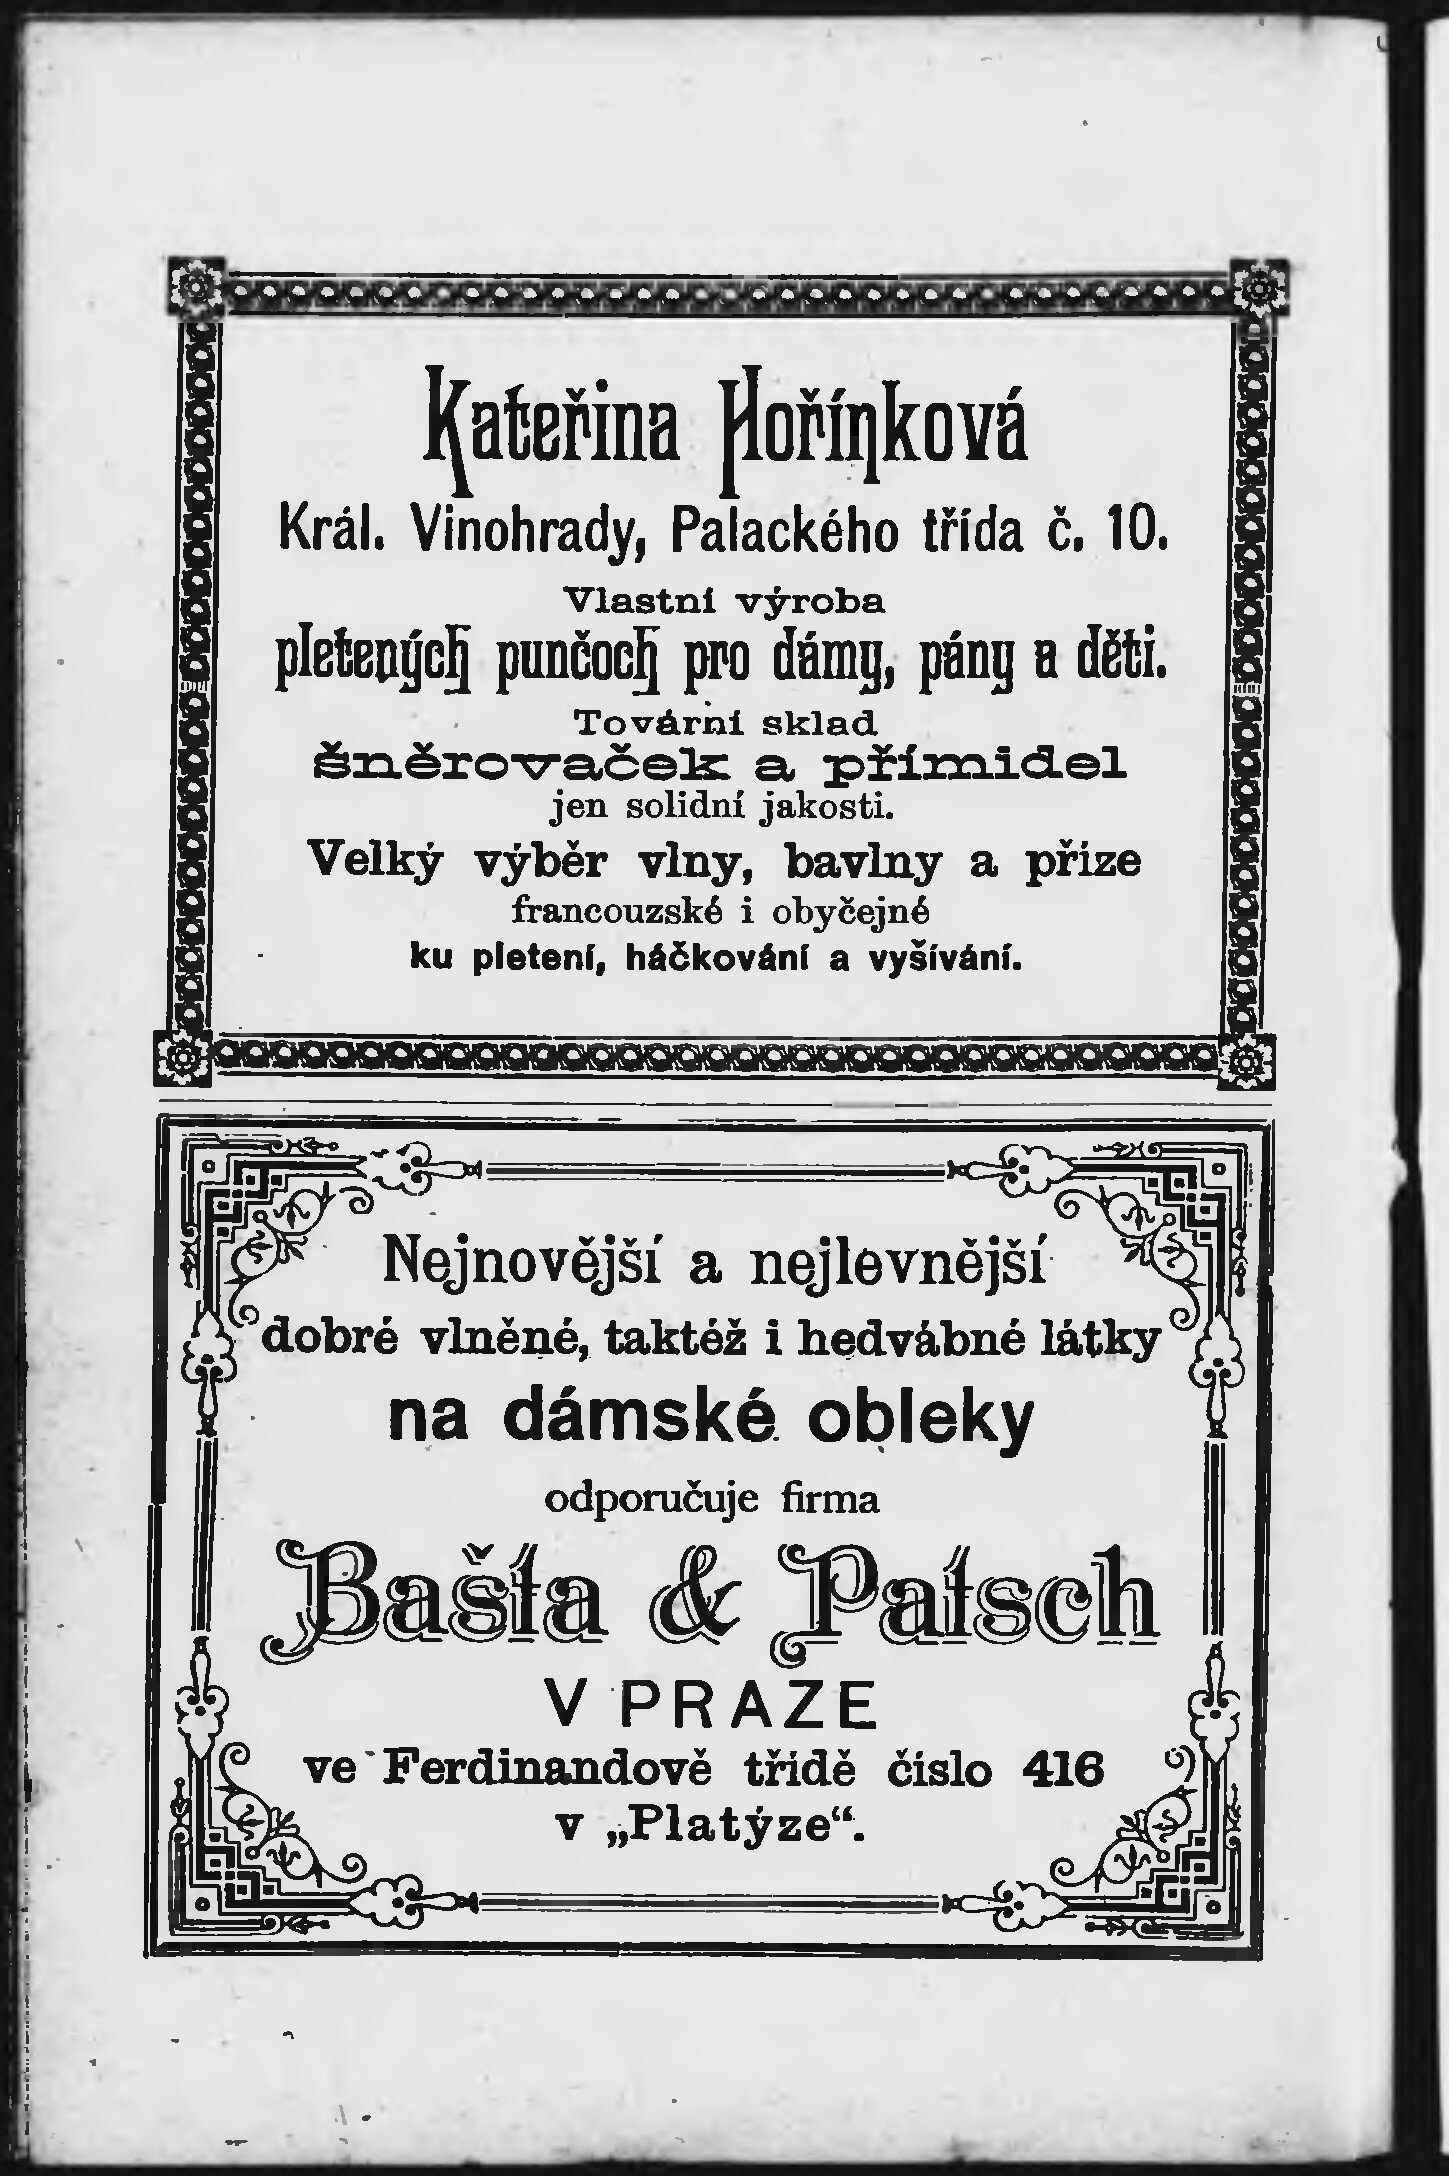 Kateřina Hořínková
Král. Vinohrady, Palackého třída č. 10.
Vlastní výroba
pletených punčoch pro dámy, pány a děti.
Tovární sklad
šněrovaček a přímidel
jen solidní jakosti.
Velký výběr vlny, bavlny a příze
francouzské i obyčejné
ku pletení, háčkování a vyšívání.
Nejnovější a nejlevnější
dobré vlněné, taktéž i hedvábné látky
na dámské obleky
odporučuje firma
Bašta & Patsch
V PRAZE
ve Ferdinandově třídě číslo 416
v „Platýze“.